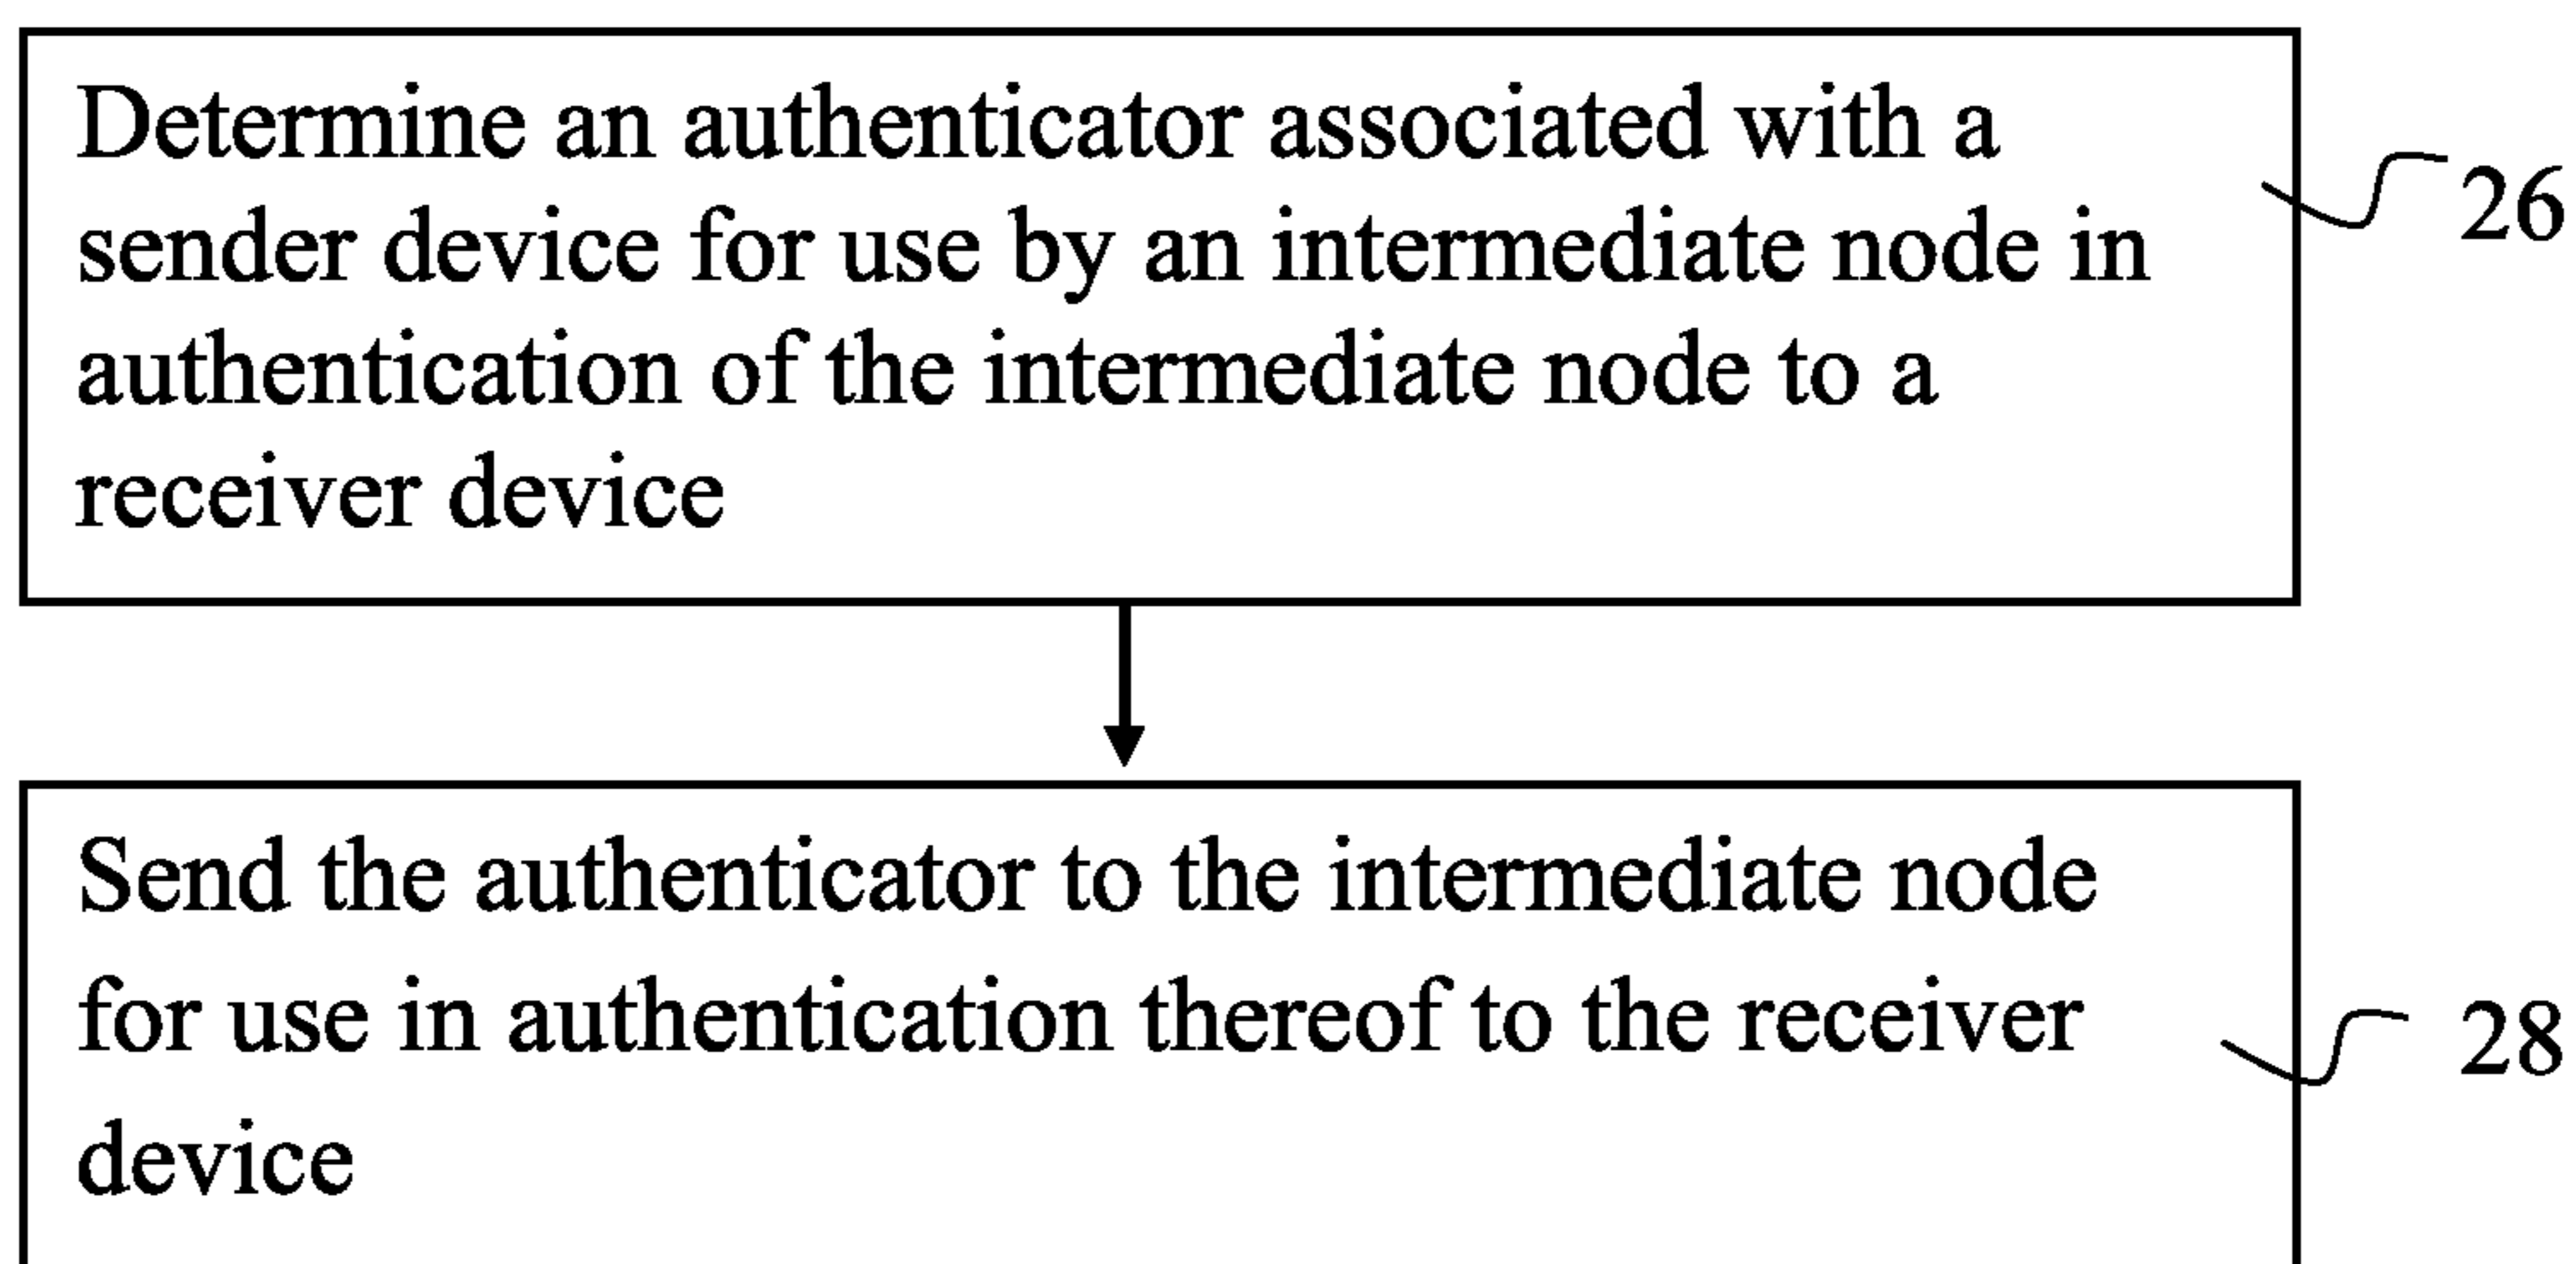 Determine an authenticator associated with a
sender device for use by an intermediate node in
authentication of the intermediate node to a
receiver device
26
Send the authenticator to the intermediate node
for use in authentication thereof to the receiver
device
28